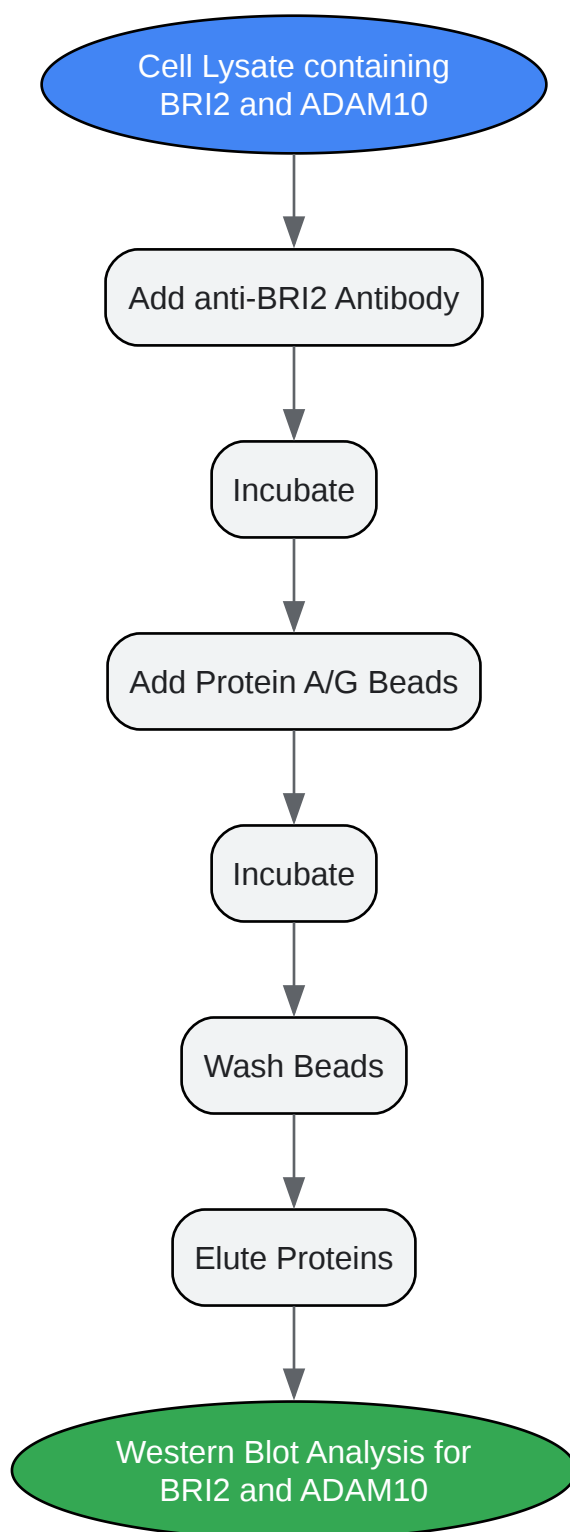 Cell Lysate containing
BRI2 and ADAM10
Add anti-BRI2 Antibody
Incubate
Add Protein A/G Beads
Incubate
Wash Beads
Elute Proteins
Western Blot Analysis for
BRI2 and ADAM10